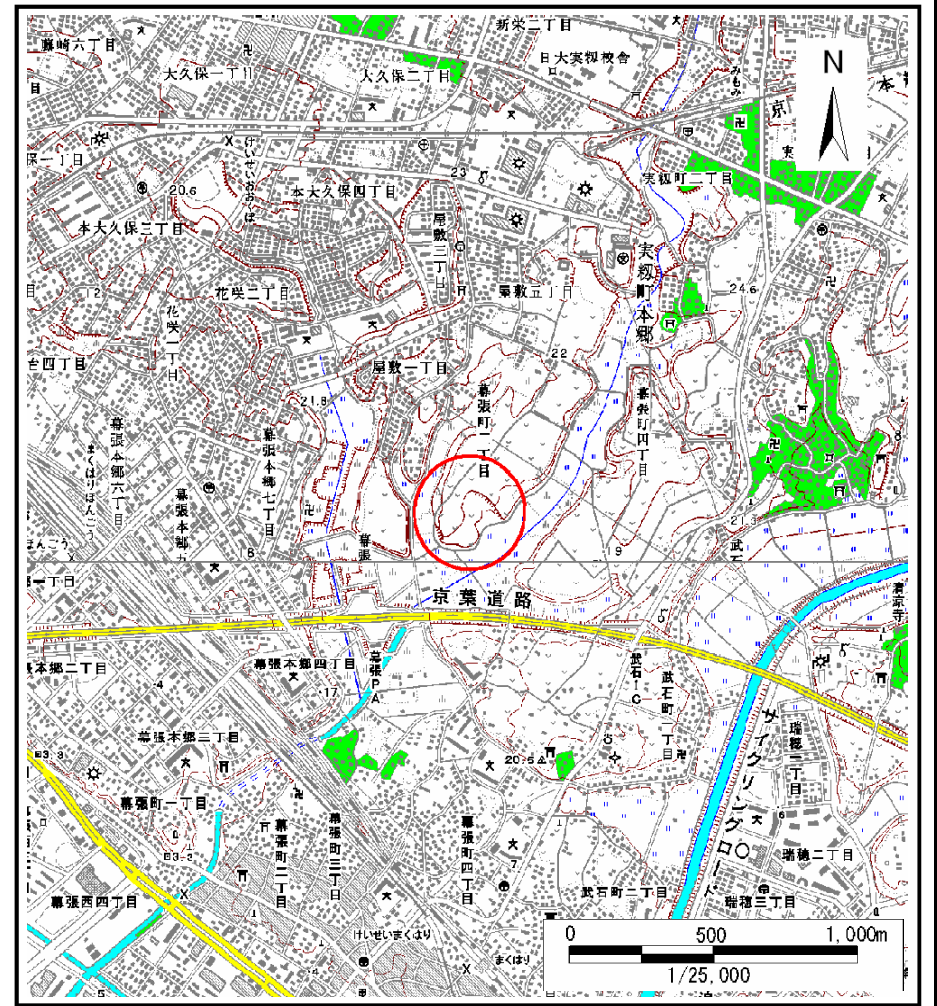 藤崎六丁目
新栄二丁目
大久保一丁目
大久保二丁目
日大実籾校舎
みもみ
N
京
本
けいせいおおくぼ
保一丁目
20.6
本大久保四丁目
23
実籾町一丁目
東
本大久保三丁目
屋敷三丁目
実籾町本郷
花咲二丁目
屋敷五丁目
24.6
花咲一丁目
22
台四丁目
屋敷一丁目
21.8
幕張町二丁目
幕張町四丁目
幕張本郷六丁目
まくはりほんごう
幕張本郷七丁目
幕張本郷
8
幕張
19
武石
6
京葉道路
清涼寺
張本郷二丁目
幕張本郷四丁目
17
幕張PA
武石IC
武石町一丁目
サイクリングロード
瑞穂一丁目
幕張本郷三丁目
20.5
幕張町一丁目
幕張町二丁目
幕張町三丁目
幕張町四丁目
7
6
瑞穂二丁目
幕張西四丁目
武石町二丁目
瑞穂三丁目
けいせいまくはり
まくはり
5
0
500
1,000m
1/25,000